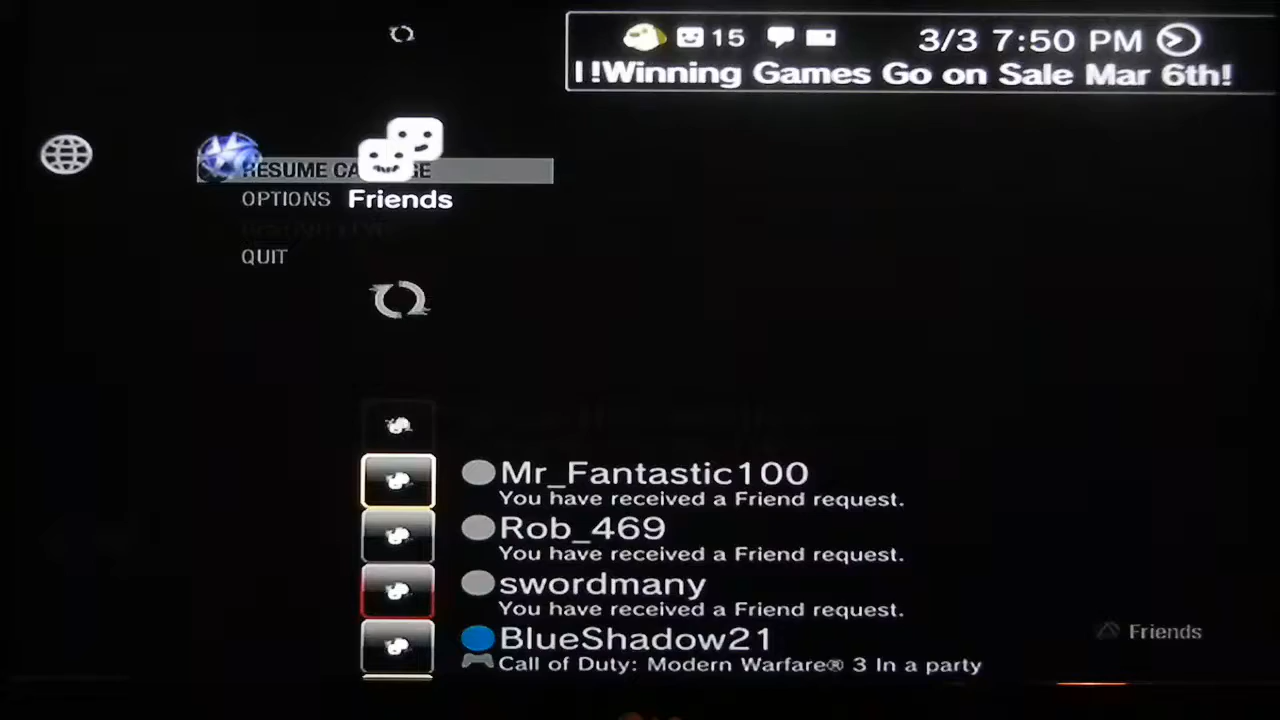 15
3/3 7:50 PM
!!Winning Games Go on Sale Mar 6th!
RESUME
OPTIONS
Friends
QUIT
Mr_Fantastic100
You have received a Friend request.
Rob_469
You have received a Friend request.
swordmany
You have received a Friend request.
BlueShadow21
Call of Duty: Modern Warfare® 3 In a party
Friends